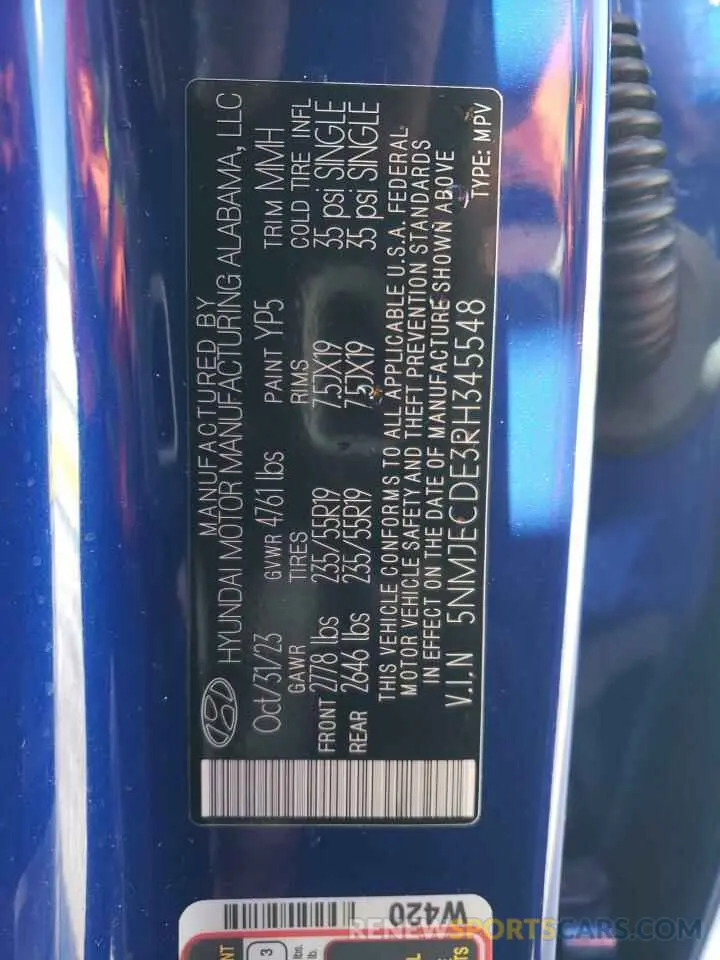 MANUFACTURED BY
HYUNDAI MOTOR MANUFACTURING ALABAMA, LLC
Oct/31/23 GVWR 4761 lbs PAINT YP5 TRIM MMH
GAWR TIRES RIMS COLD TIRE INFL
FRONT 2778 lbs 235/55R19 7.5JX19 35 psi SINGLE
REAR 2646 lbs 235/55R19 7.5JX19 35 psi SINGLE
THIS VEHICLE CONFORMS TO ALL APPLICABLE U.S.A. FEDERAL
MOTOR VEHICLE SAFETY AND THEFT PREVENTION STANDARDS
IN EFFECT ON THE DATE OF MANUFACTURE SHOWN ABOVE
V.I.N 5NMJECDE3RH345548 TYPE: MPV
W420
3
lbs.
lb.
RENEWSPORTSCARS.COM